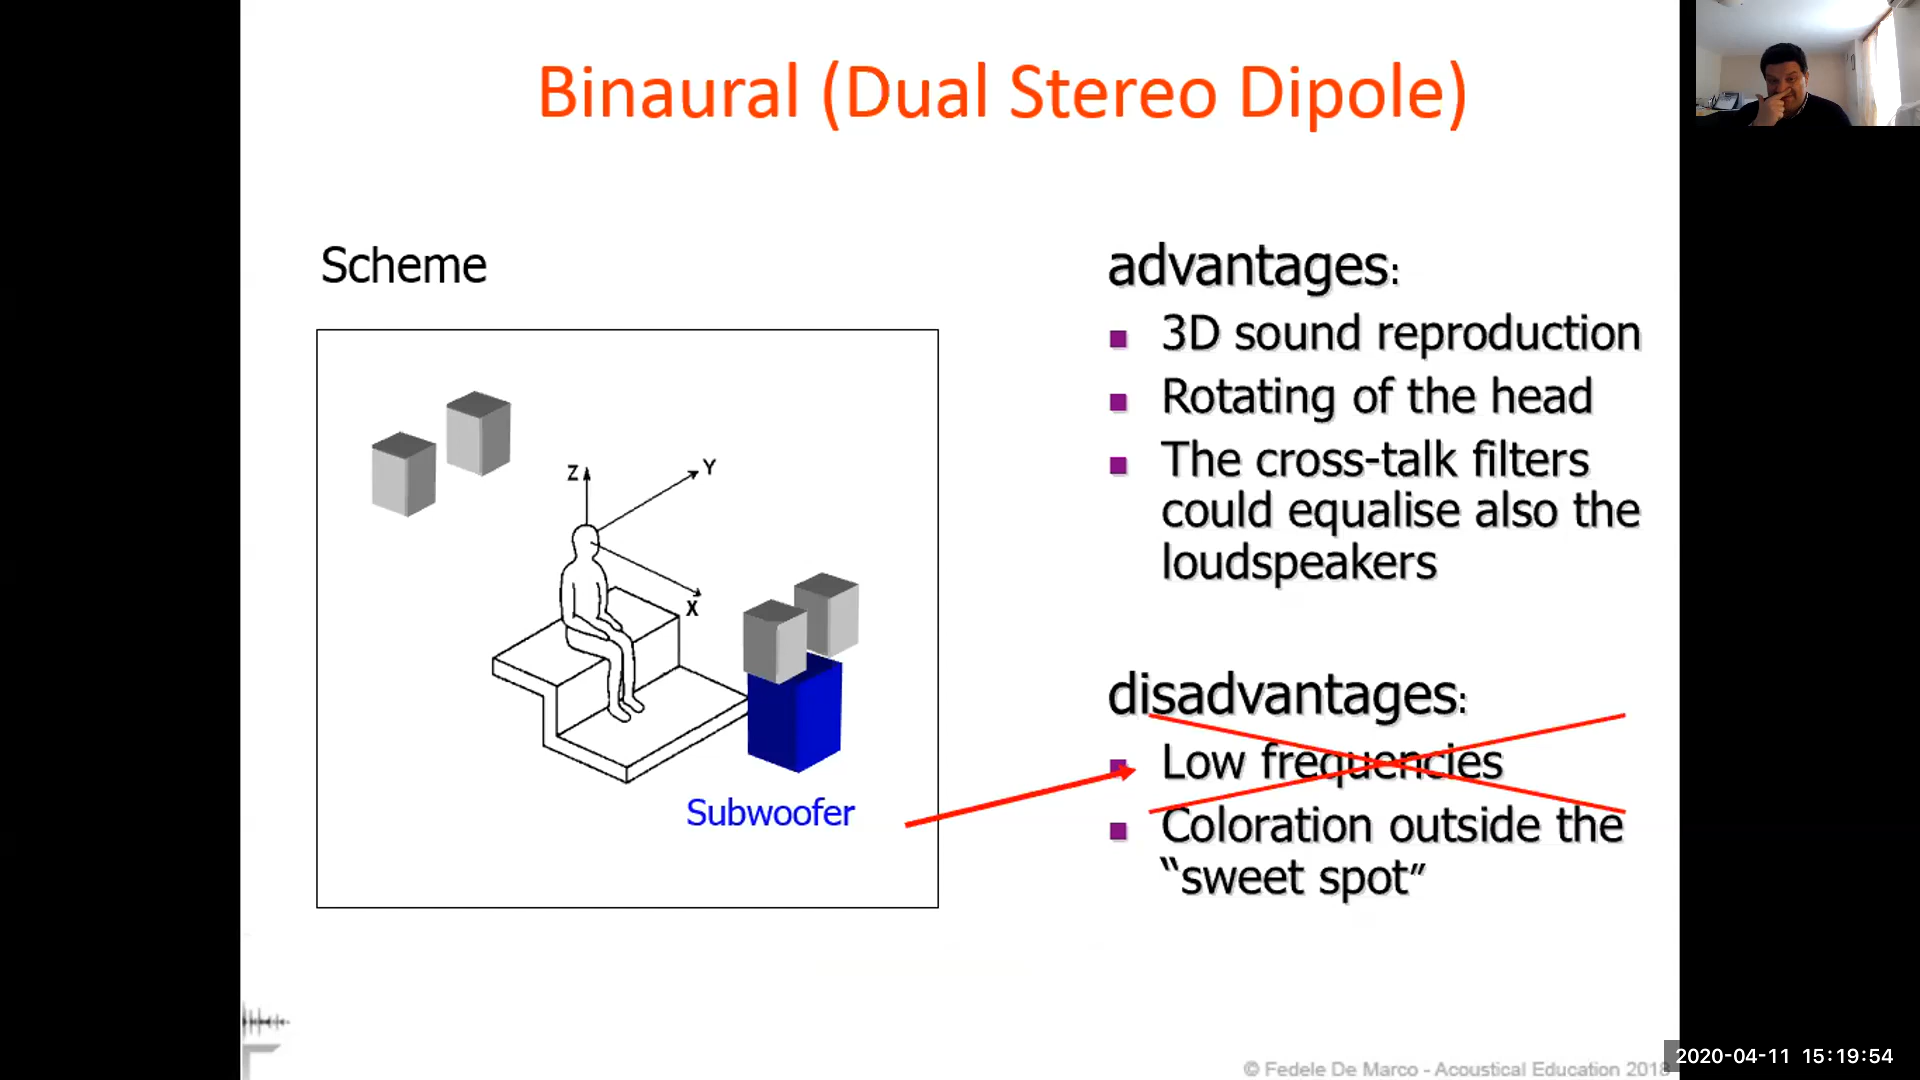 Binaural (Dual Stereo Dipole)
Scheme
Z
Y
X
Subwoofer
advantages:
3D sound reproduction
Rotating of the head
The cross-talk filters
could equalise also the
loudspeakers
disadvantages:
Low frequencies
Coloration outside the
“sweet spot”
© Fedele De Marco - Acoustical Education 2018
2020-04-11 15:19:54